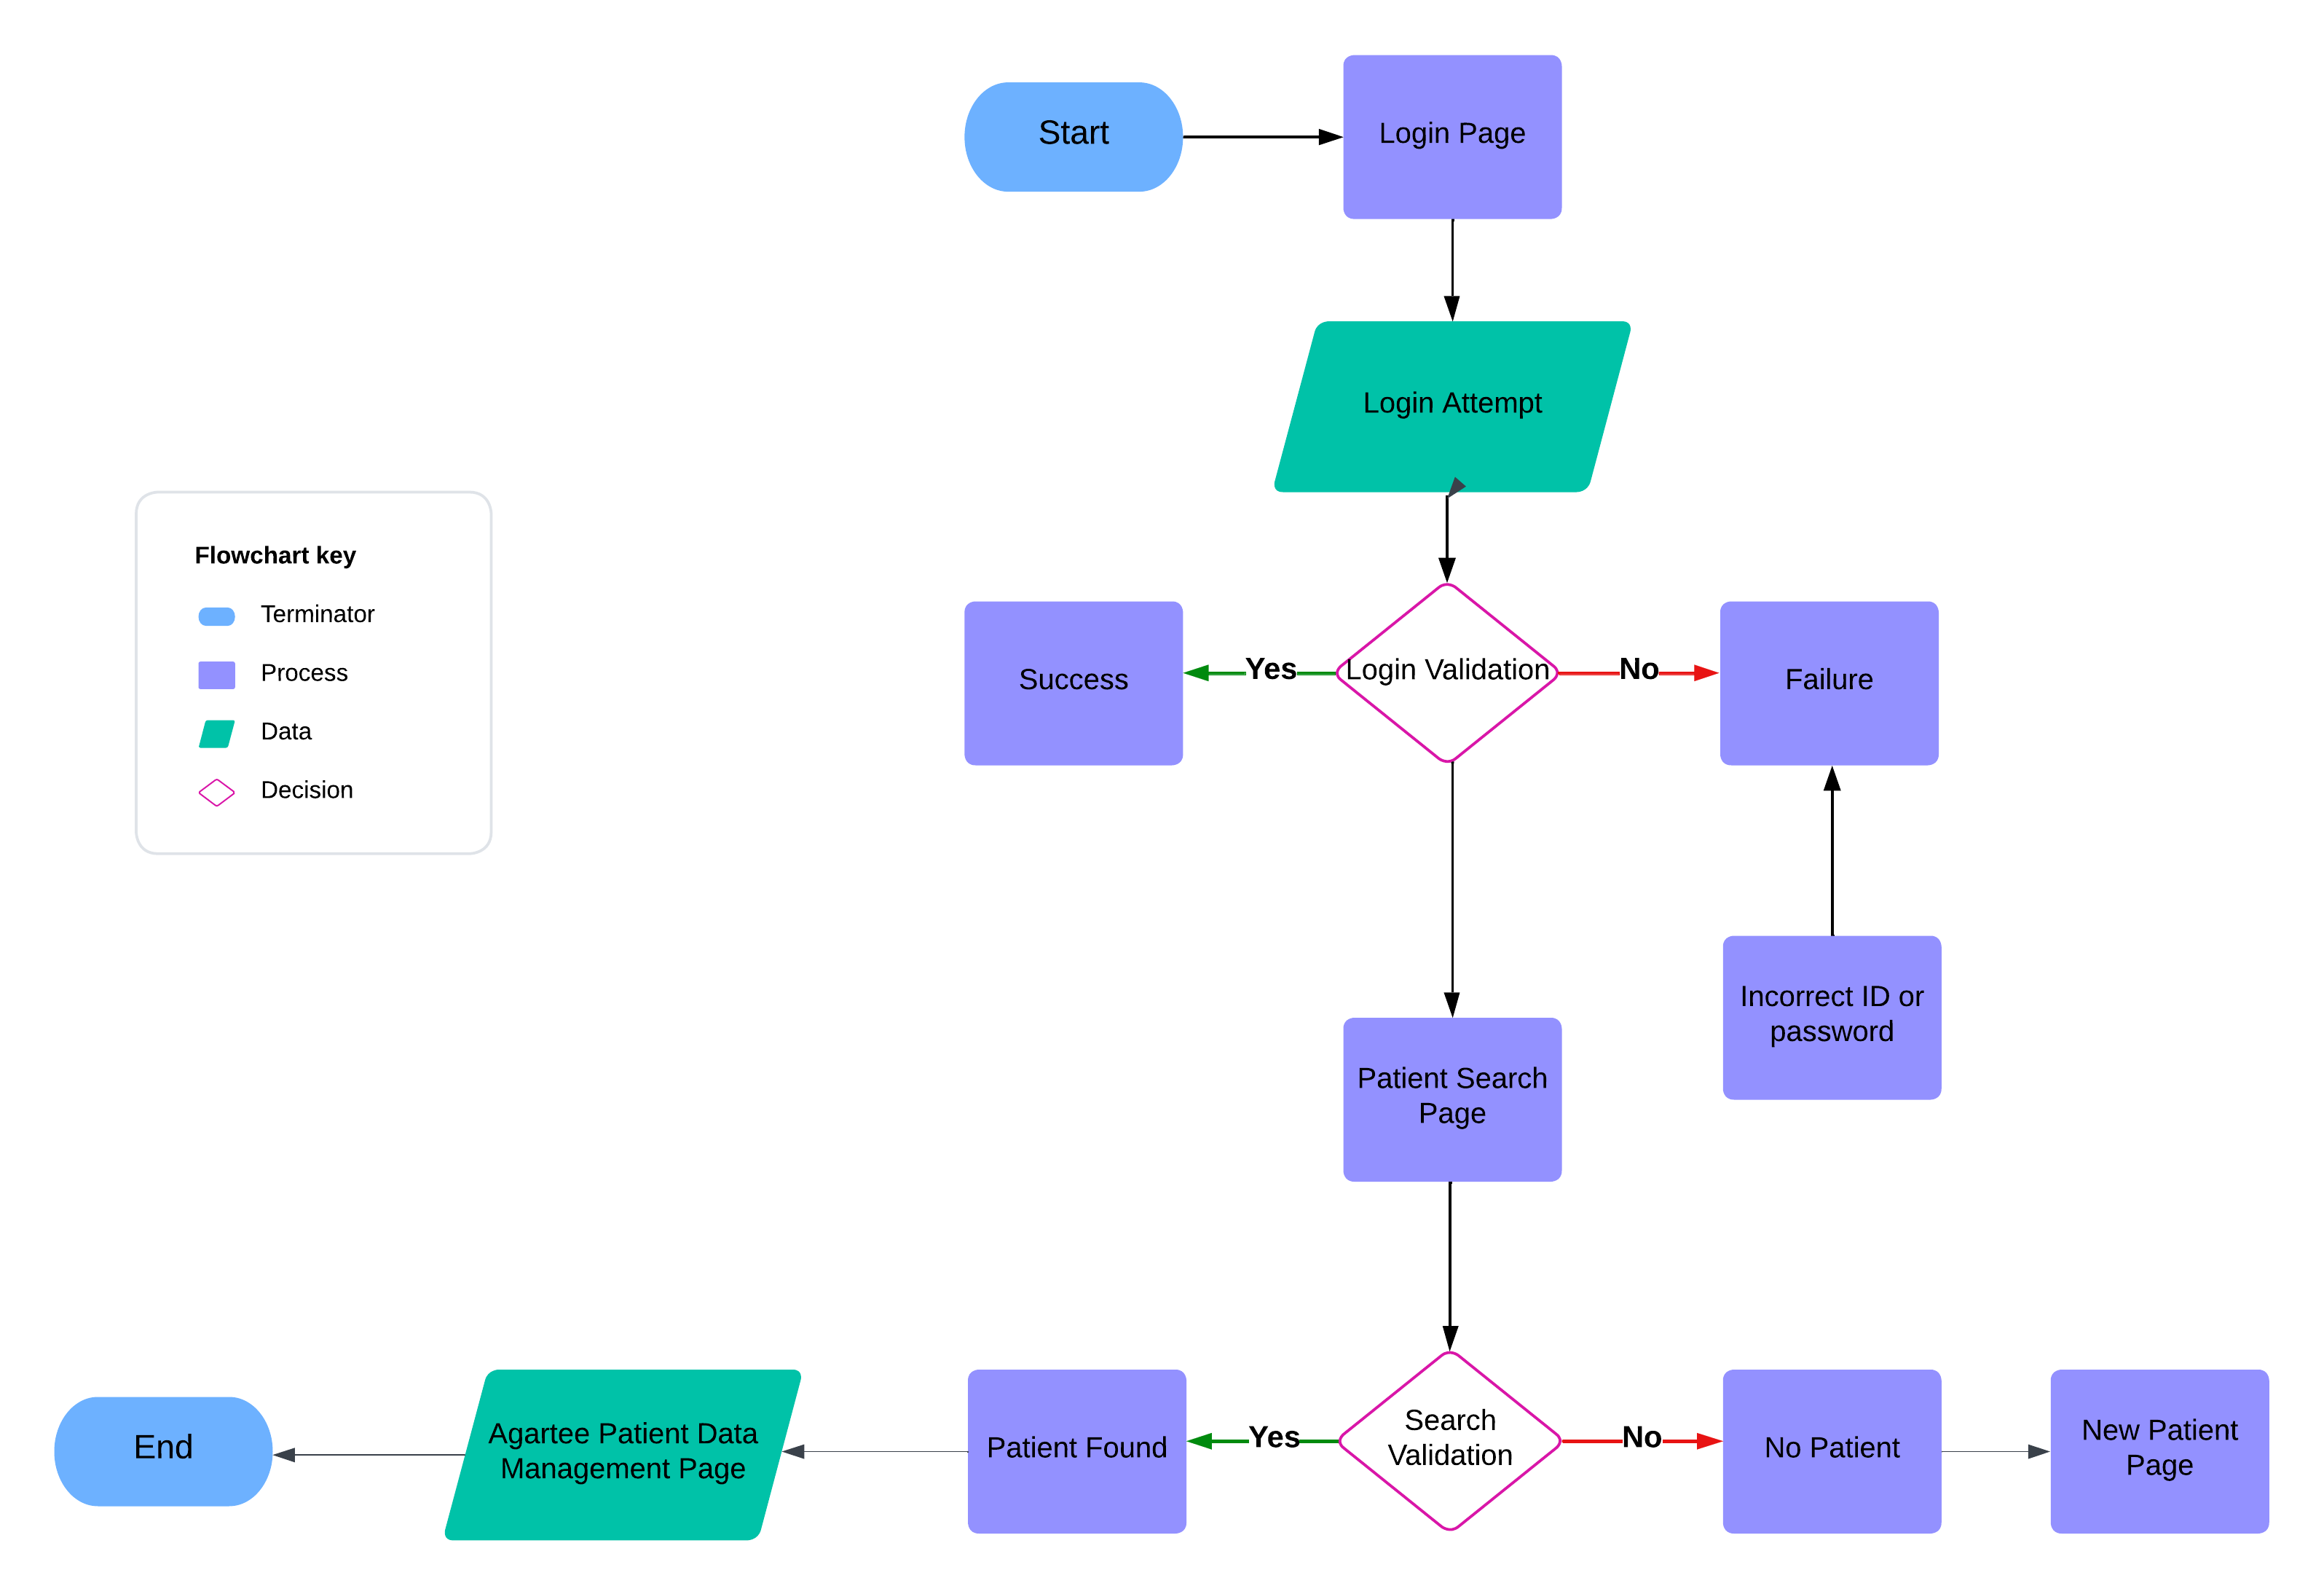 Start
Login Page
Login Attempt
Flowchart key
Terminator
Process
Data
Decision
Success
Yes
Login Validation
No
Failure
Incorrect ID or
password
Patient Search
Page
End
Agartee Patient Data
Management Page
Patient Found
Yes
Search
Validation
No
No Patient
New Patient
Page